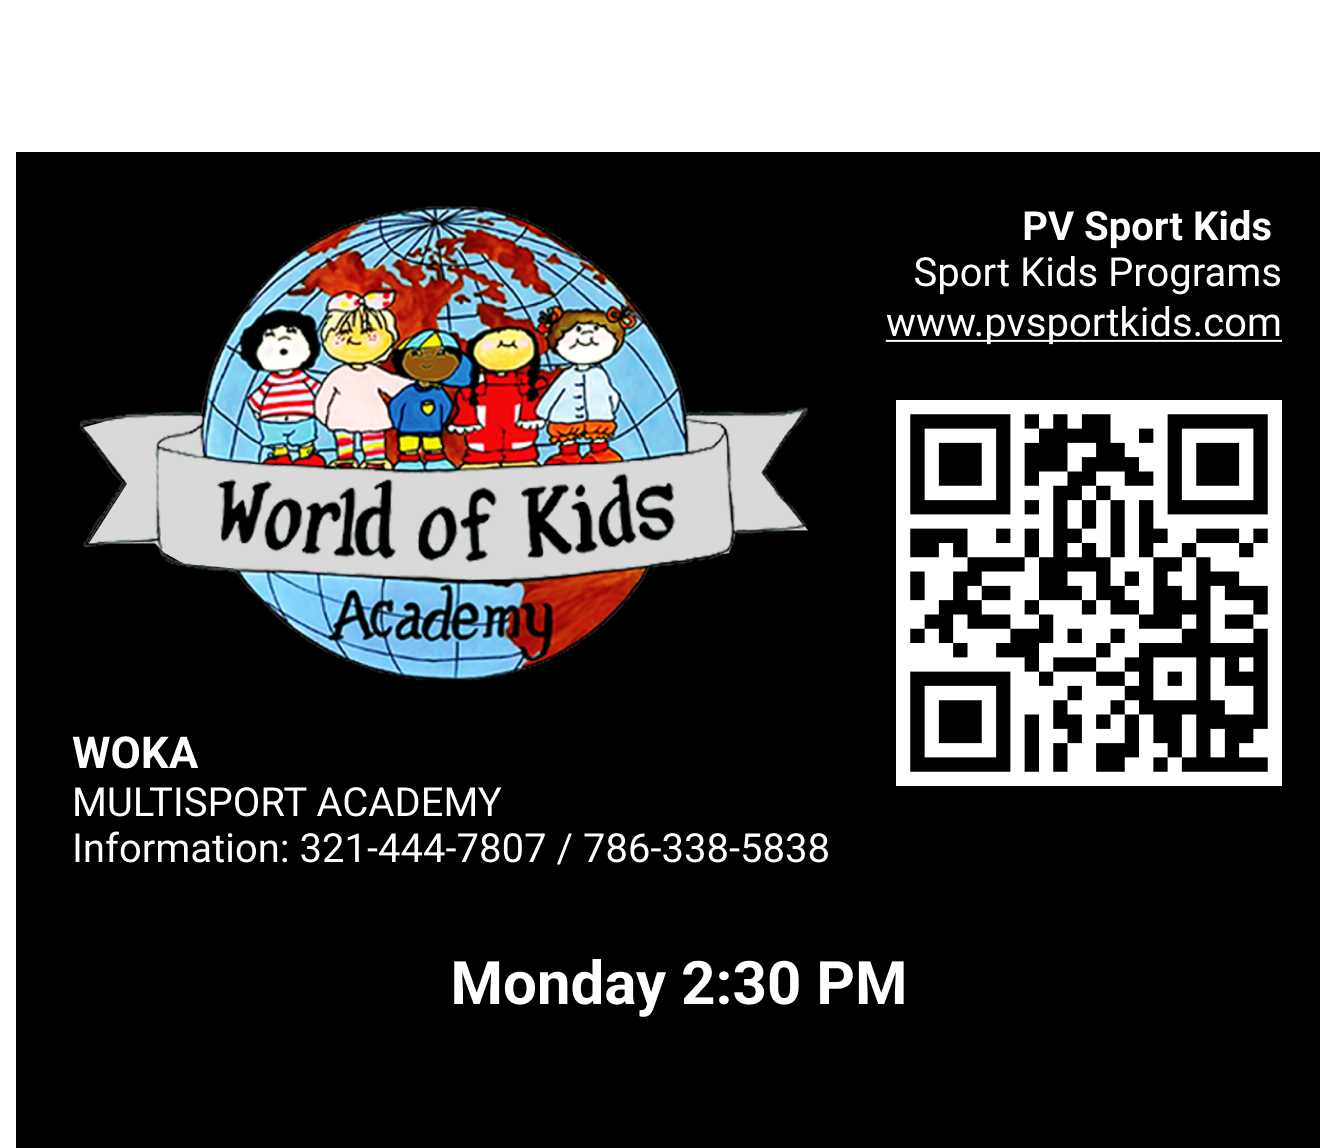 World of Kids
Academy
PV Sport Kids
Sport Kids Programs
www.pvsportkids.com
WOKA
MULTISPORT ACADEMY
Information: 321-444-7807 / 786-338-5838
Monday 2:30 PM